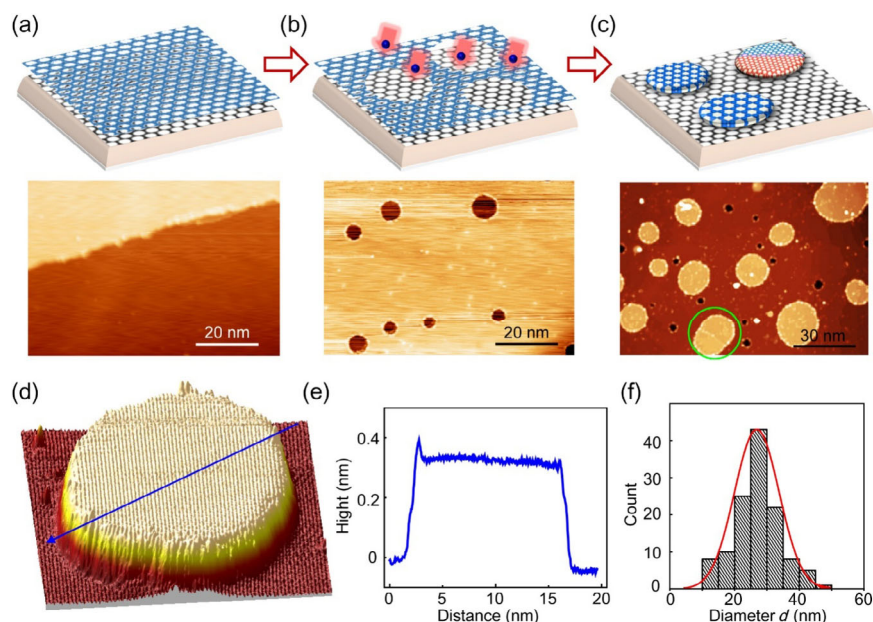 (a)
(b)
(c)
20 nm
20 nm
30 nm
(d)
(e)
(f)
0.4
0.2
0
Hight (nm)
0
5
10
15
20
Distance (nm)
40
30
20
10
0
Count
0
20
40
60
Diameter d (nm)